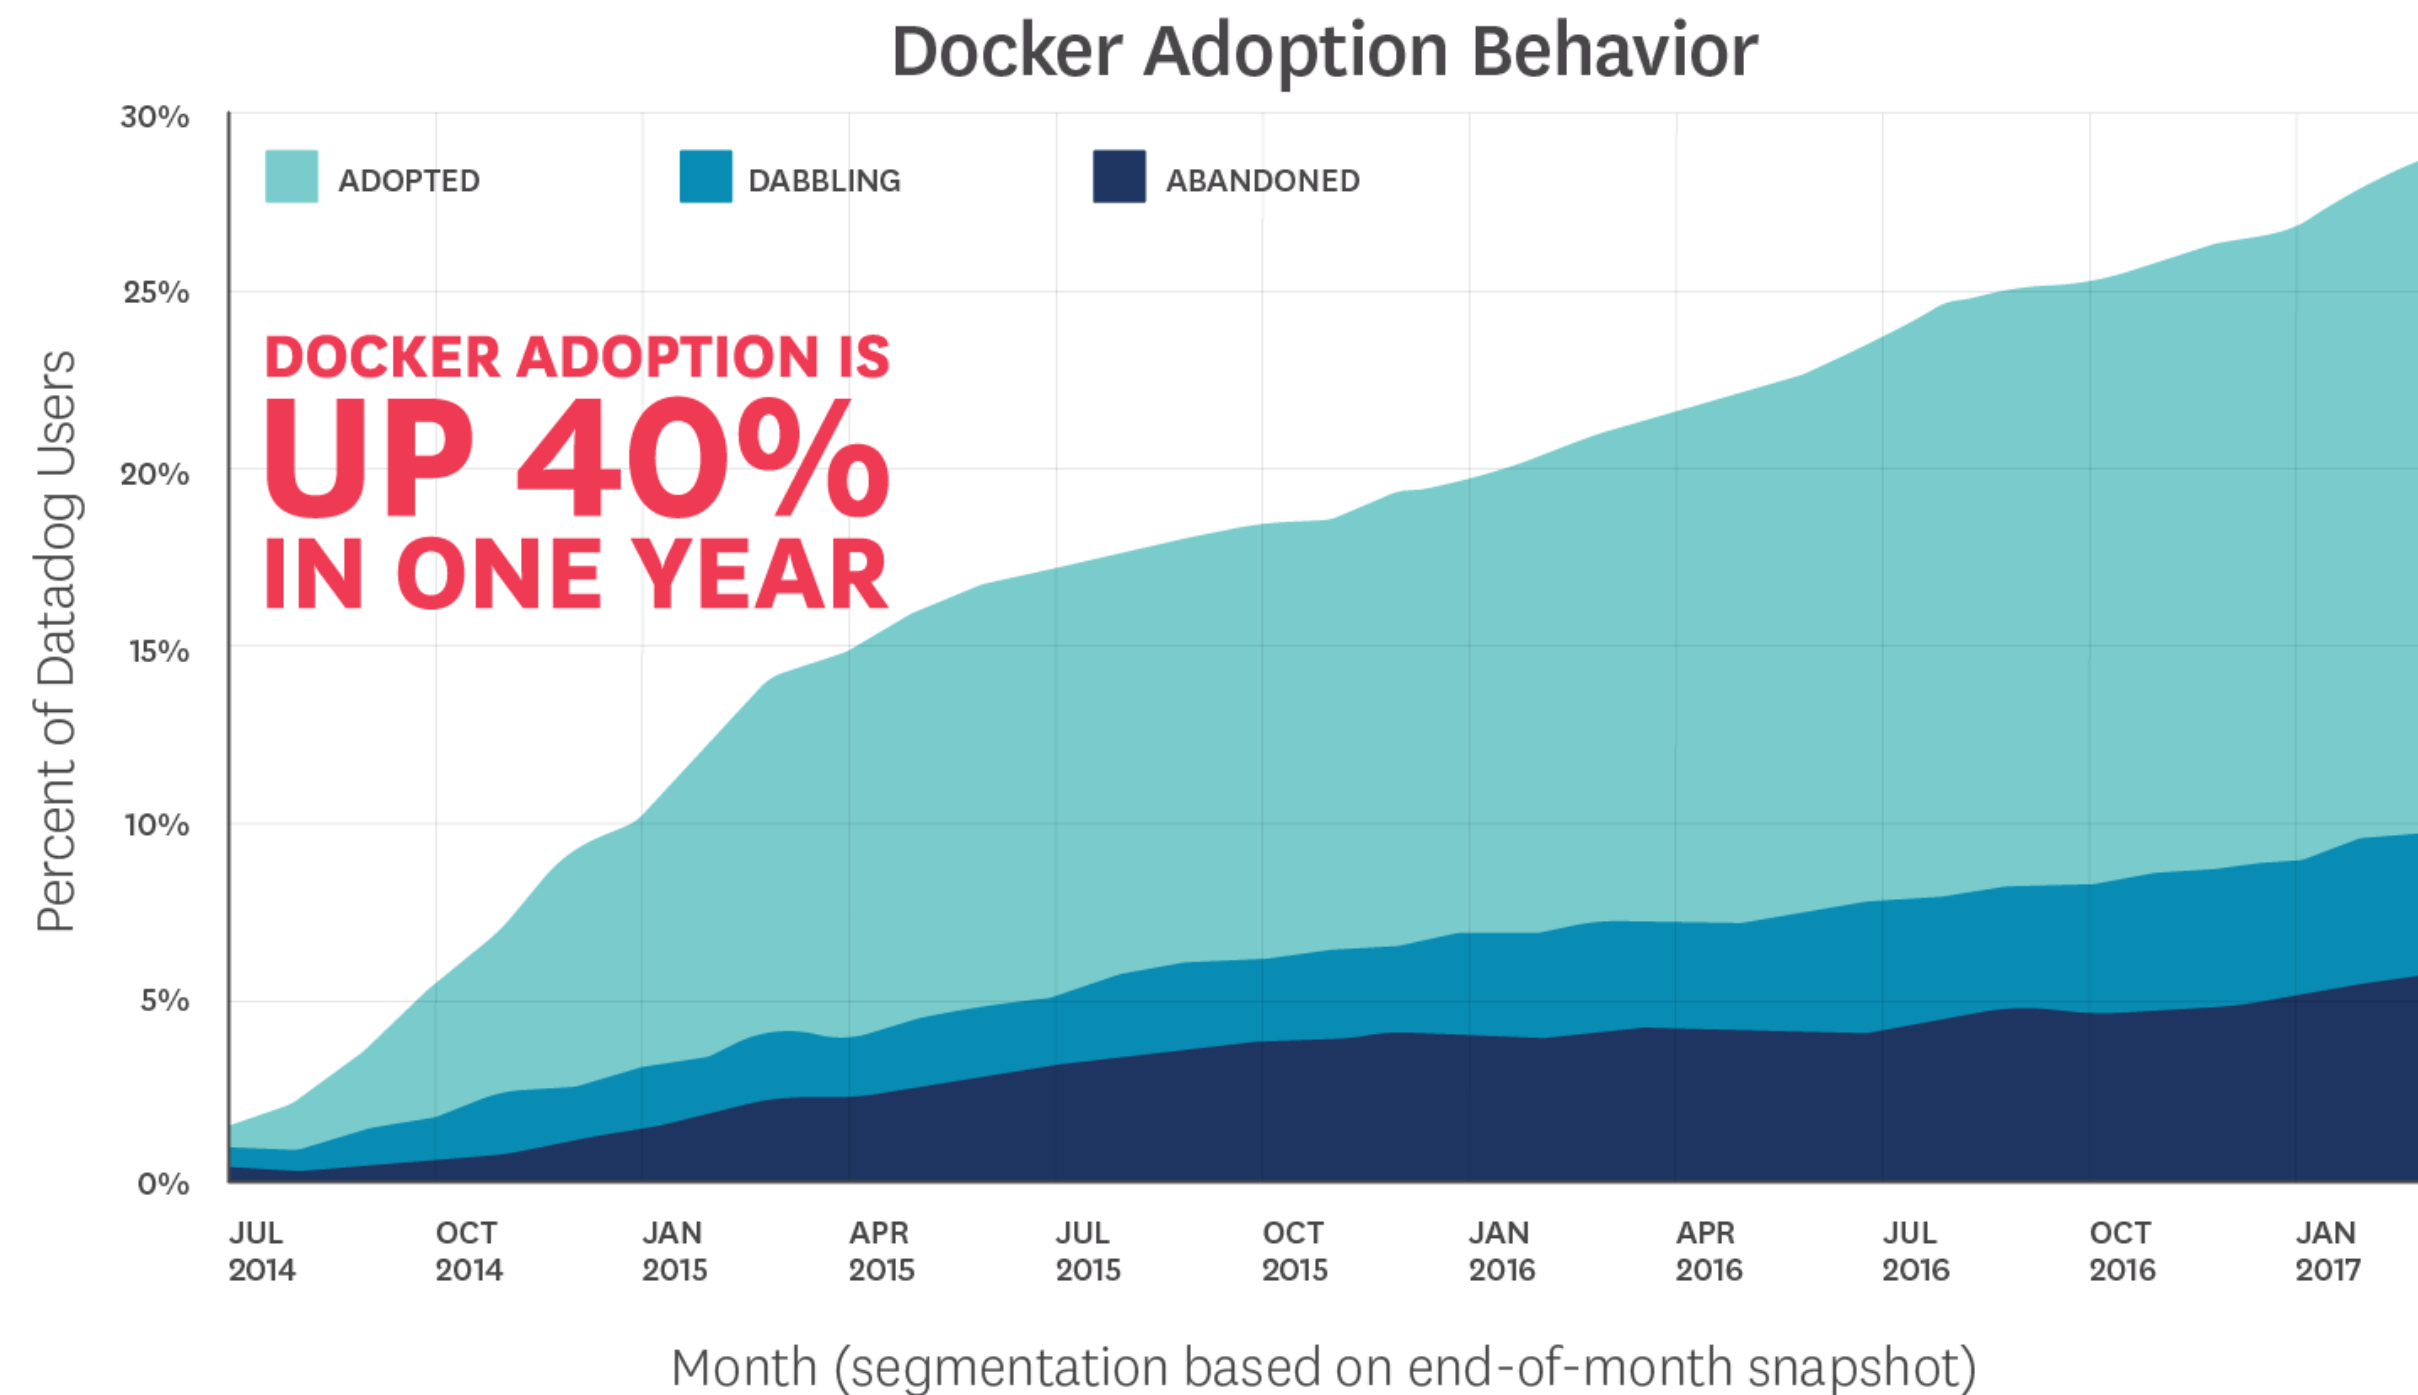 Docker Adoption Behavior
30%
ADOPTED DABBLING ABANDONED
25%
DOCKER ADOPTION IS
UP 40%
IN ONE YEAR
20%
15%
10%
5%
0%
Percent of Datadog Users
JUL 2014
OCT 2014
JAN 2015
APR 2015
JUL 2015
OCT 2015
JAN 2016
APR 2016
JUL 2016
OCT 2016
JAN 2017
Month (segmentation based on end-of-month snapshot)